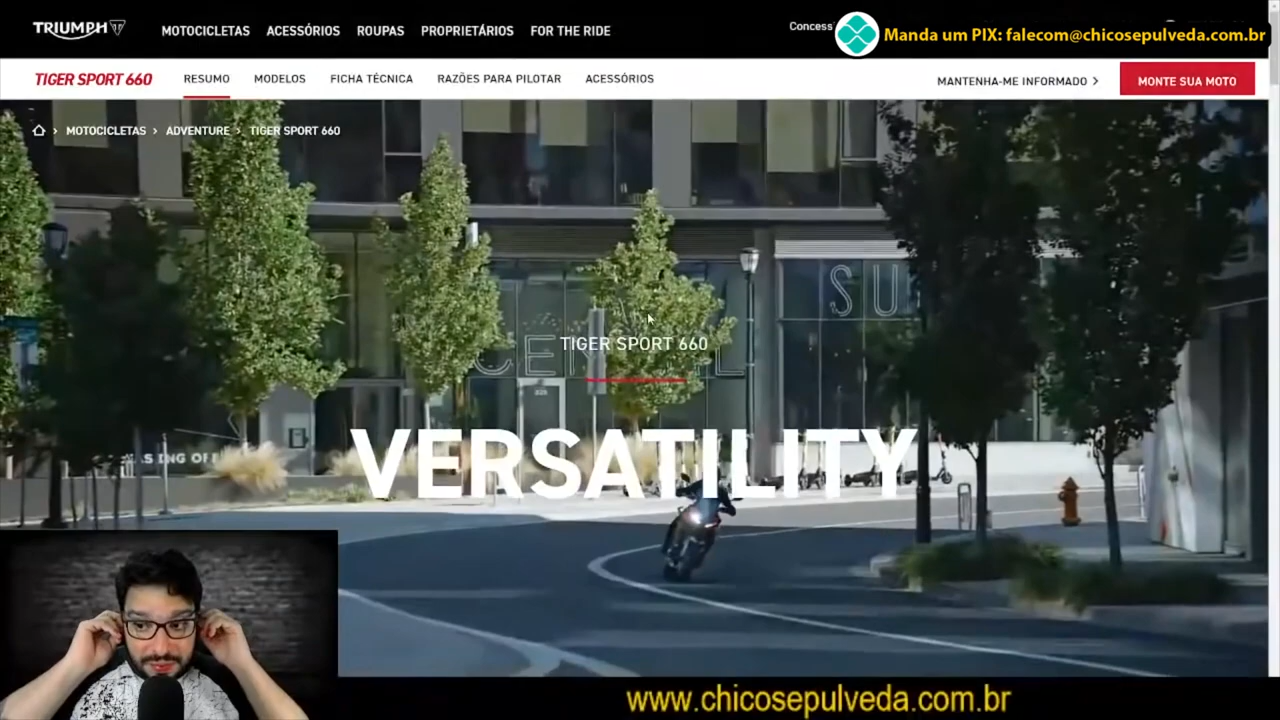 TRIUMPH
MOTOCICLETAS ACESSÓRIOS ROUPAS PROPRIETÁRIOS FOR THE RIDE
Concess
Manda um PIX: falecom@chicosepulveda.com.br
TIGER SPORT 660
RESUMO MODELOS FICHA TÉCNICA RAZÕES PARA PILOTAR ACESSÓRIOS
MANTENHA-ME INFORMADO
MONTE SUA MOTO
MOTOCICLETAS > ADVENTURE > TIGER SPORT 660
SU
TIGER SPORT 660
VERSATILITY
www.chicosepulveda.com.br